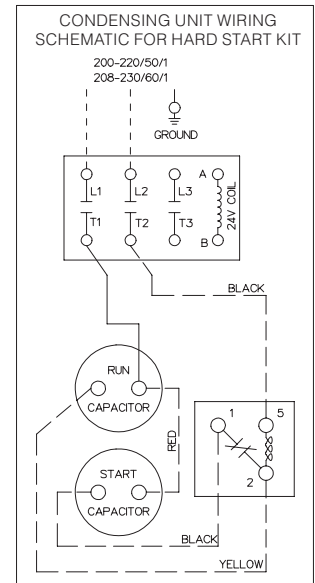 CONDENSING UNIT WIRING
SCHEMATIC FOR HARD START KIT
200-220/50/1
208-230/60/1
GROUND
L1 L2 L3 A
24V COIL
T1 T2 T3 B
BLACK
RUN
CAPACITOR
1 5
RED
2
START
CAPACITOR
BLACK
YELLOW